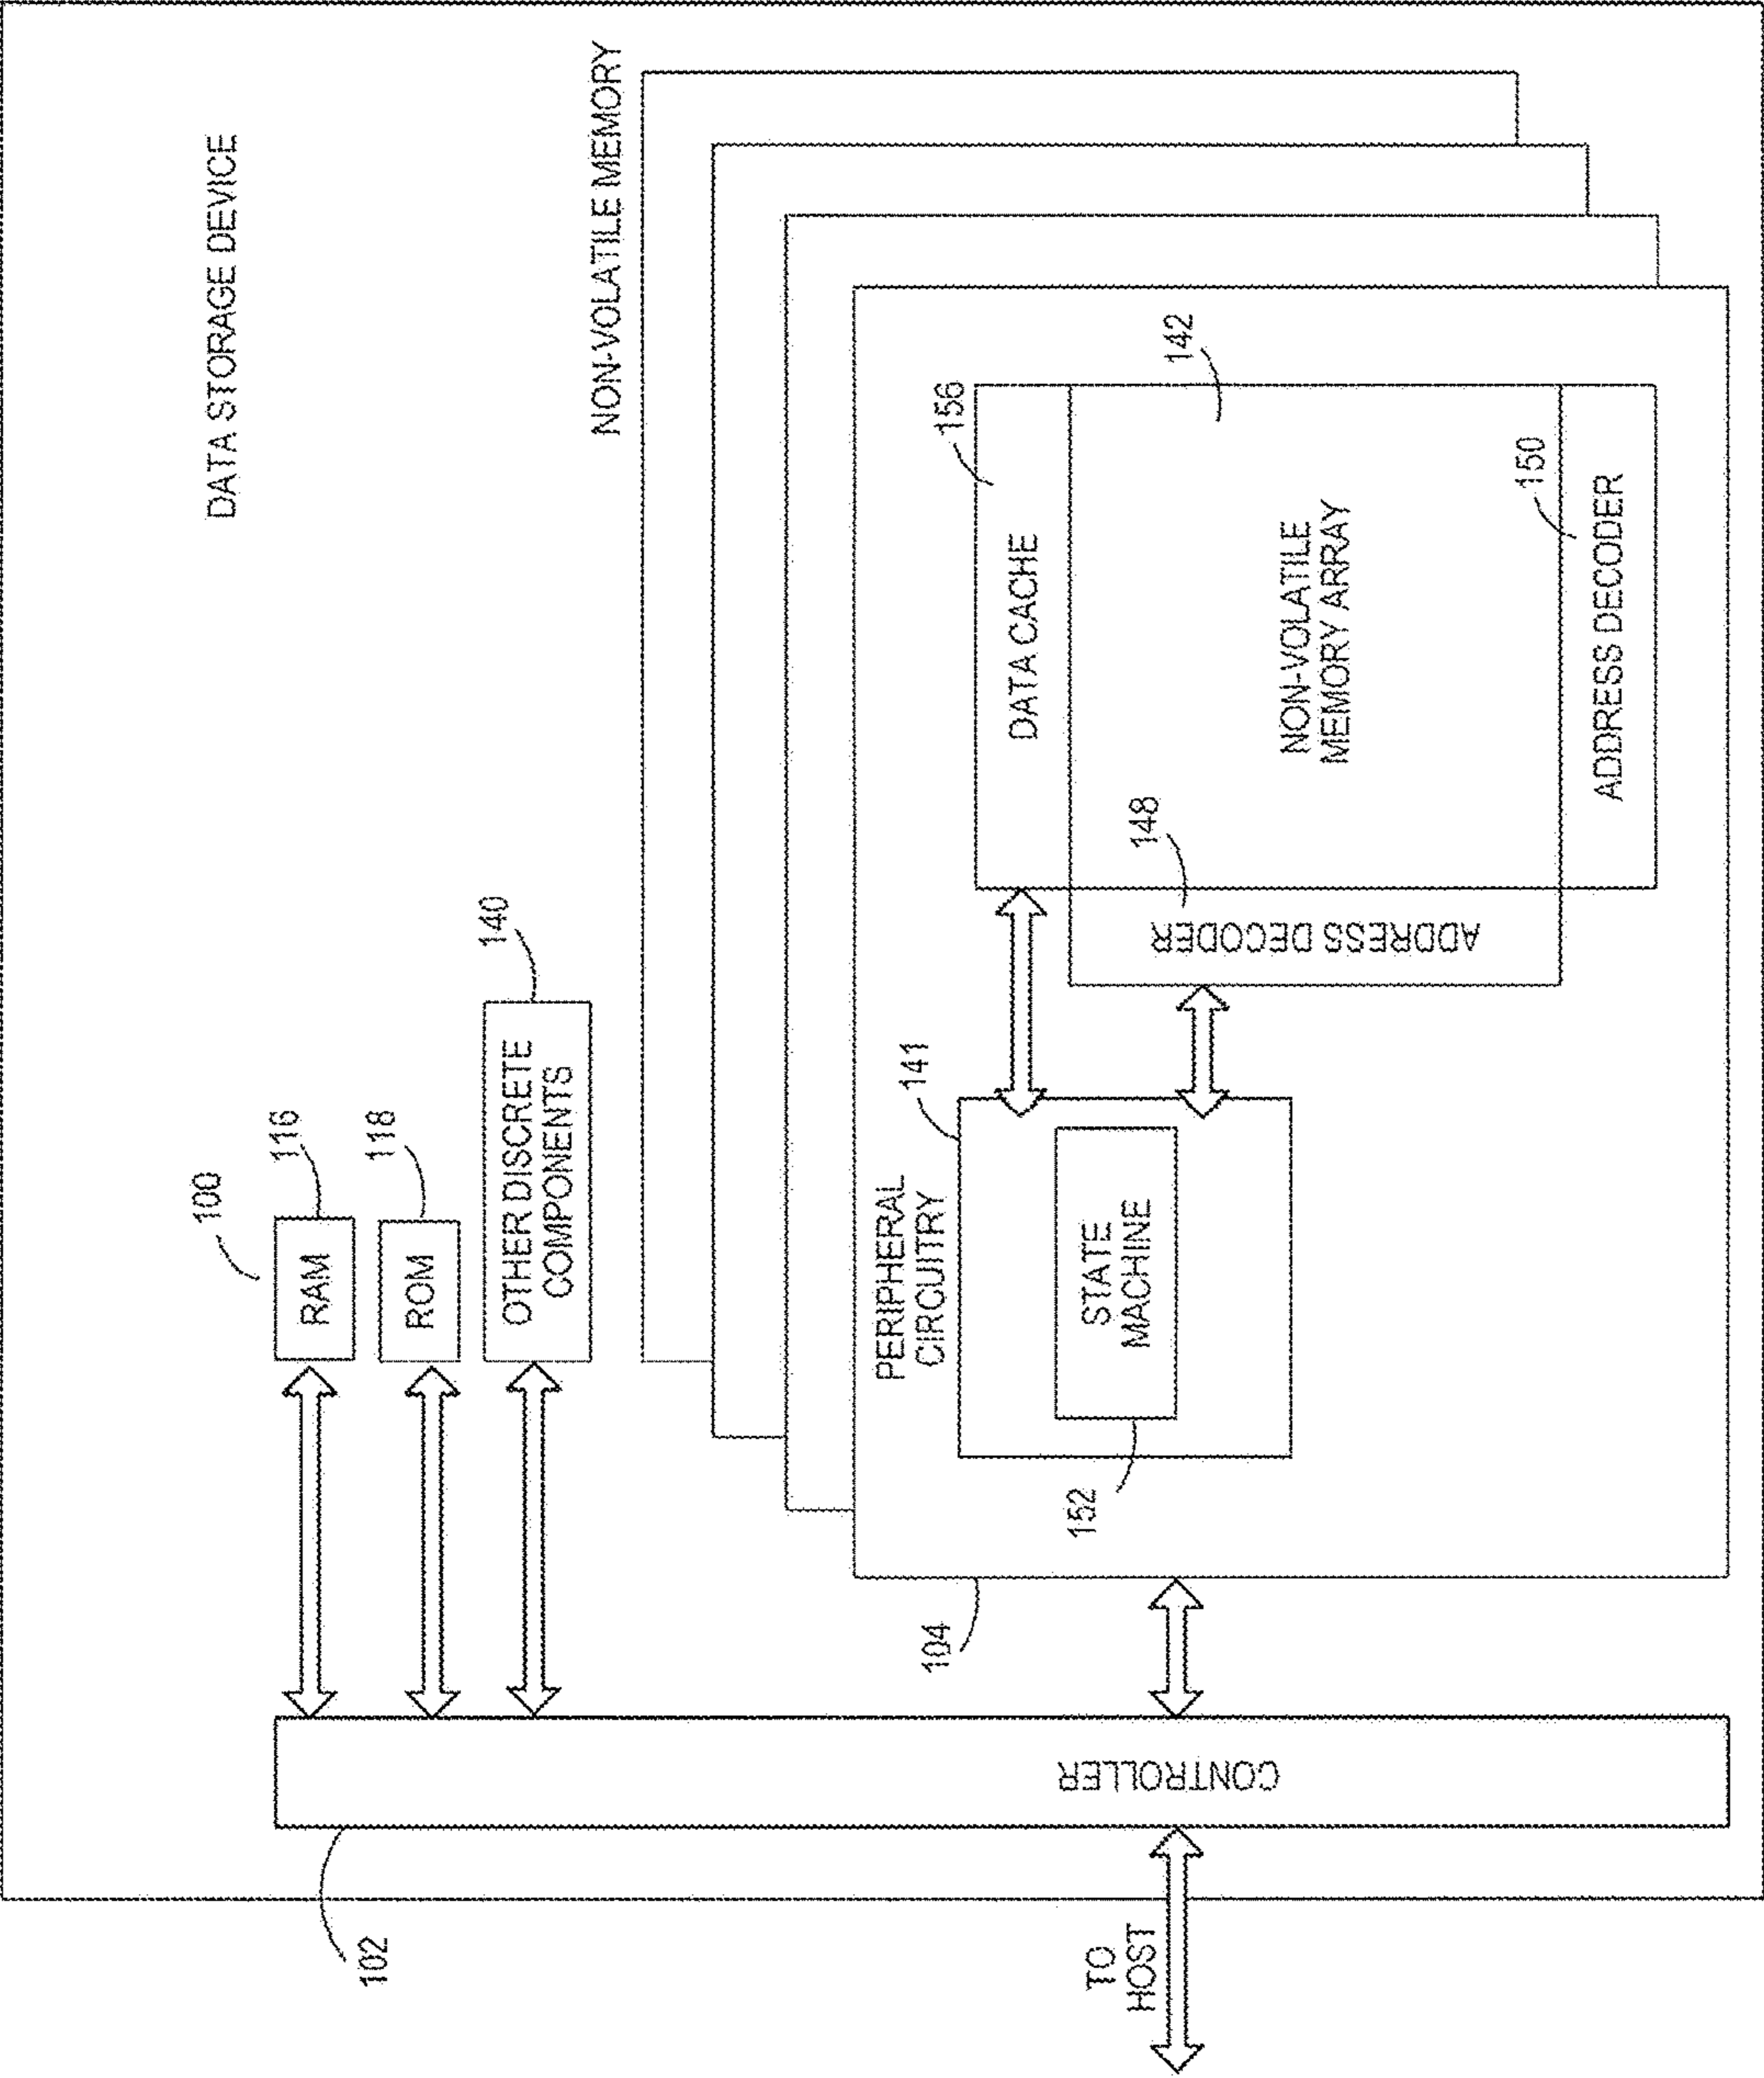 DATA STORAGE DEVICE
100
116
RAM
118
ROM
140
OTHER DISCRETE
COMPONENTS
NON-VOLATILE MEMORY
PERIPHERAL
CIRCUITRY
141
STATE
MACHINE
152
156
DATA CACHE
142
NON-VOLATILE
MEMORY ARRAY
148
ADDRESS DECODER
150
ADDRESS DECODER
104
CONTROLLER
102
TO
HOST